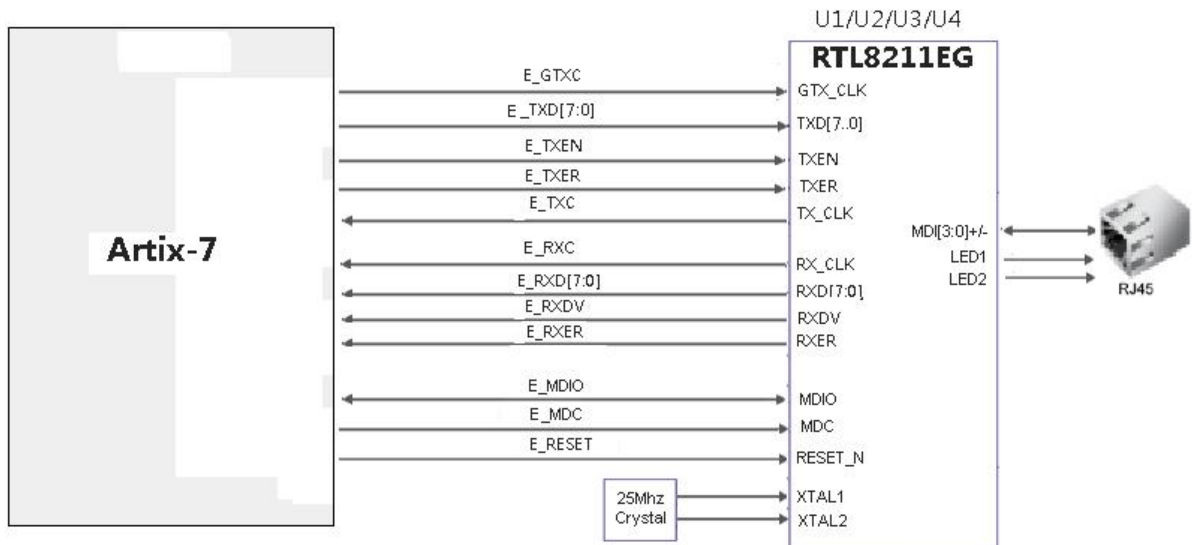 U1/U2/U3/U4
RTL8211EG
Artix-7
E_GTXC
GTX_CLK
E_TXD[7:0]
TXD[7..0]
E_TXEN
TXEN
E_TXER
TXER
E_TXC
TX_CLK
E_RXC
RX_CLK
E_RXD[7:0]
RXD[7:0]
E_RXDV
RXDV
E_RXER
RXER
MDI[3:0]+/-
LED1
LED2
RJ45
E_MDIO
MDIO
E_MDC
MDC
E_RESET
RESET_N
25Mhz
Crystal
XTAL1
XTAL2